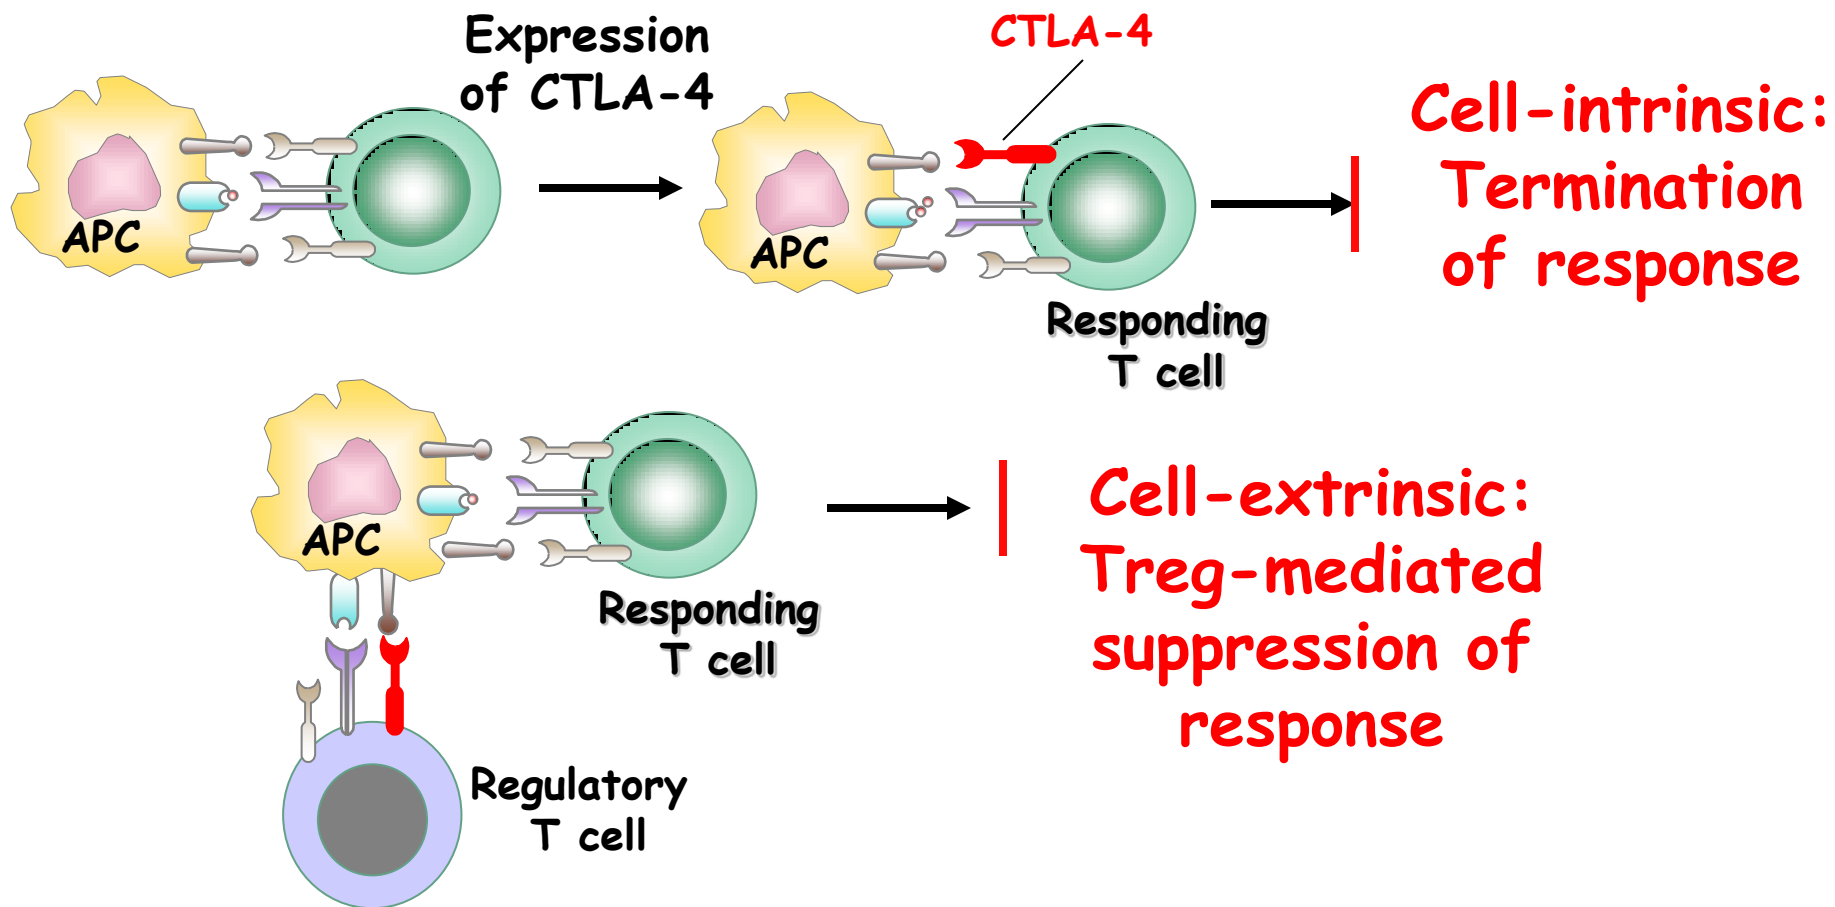 Expression
of CTLA-4
CTLA-4
APC
APC
Cell-intrinsic:
Termination
of response
Responding
T cell
APC
Responding
T cell
Cell-extrinsic:
Treg-mediated
suppression of
response
Regulatory
T cell